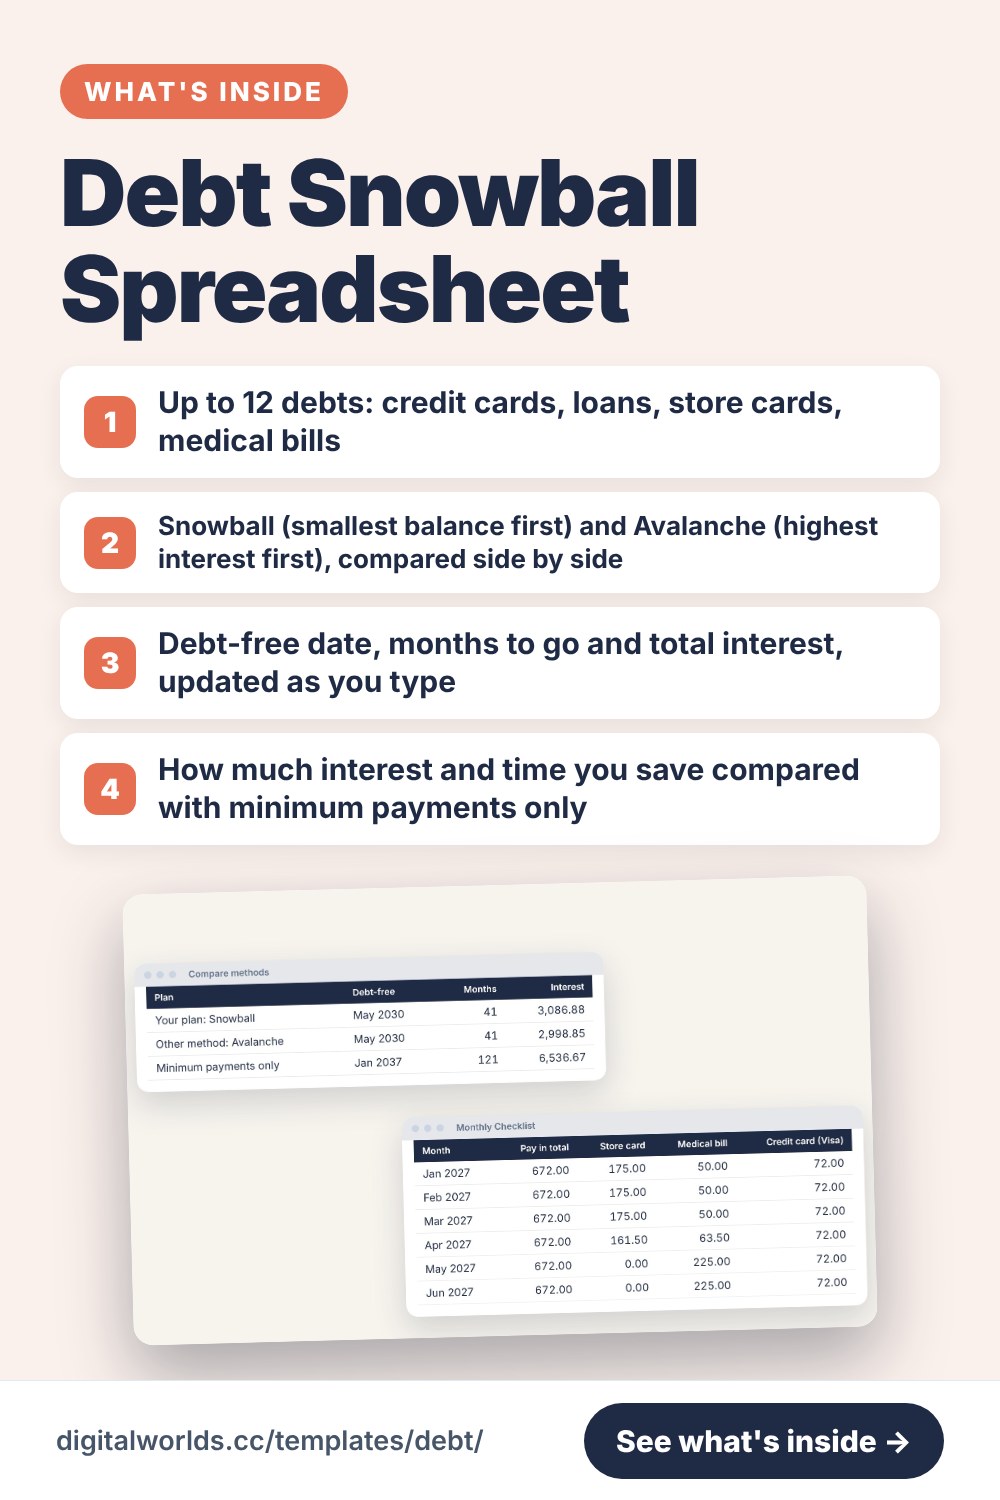 WHAT'S INSIDE
Debt Snowball
Spreadsheet
1
Up to 12 debts: credit cards, loans, store cards,
medical bills
2
Snowball (smallest balance first) and Avalanche (highest
interest first), compared side by side
3
Debt-free date, months to go and total interest,
updated as you type
4
How much interest and time you save compared
with minimum payments only
Compare methods
Plan Debt-free Months Interest
Your plan: Snowball May 2030 41 3,086.88
Other method: Avalanche May 2030 41 2,998.85
Minimum payments only Jan 2037 121 6,536.67
Monthly Checklist
Month Pay in total Store card Medical bill Credit card (Visa)
Jan 2027 672.00 175.00 50.00 72.00
Feb 2027 672.00 175.00 50.00 72.00
Mar 2027 672.00 175.00 50.00 72.00
Apr 2027 672.00 161.50 63.50 72.00
May 2027 672.00 0.00 225.00 72.00
Jun 2027 672.00 0.00 225.00 72.00
digitalworlds.cc/templates/debt/
See what's inside →